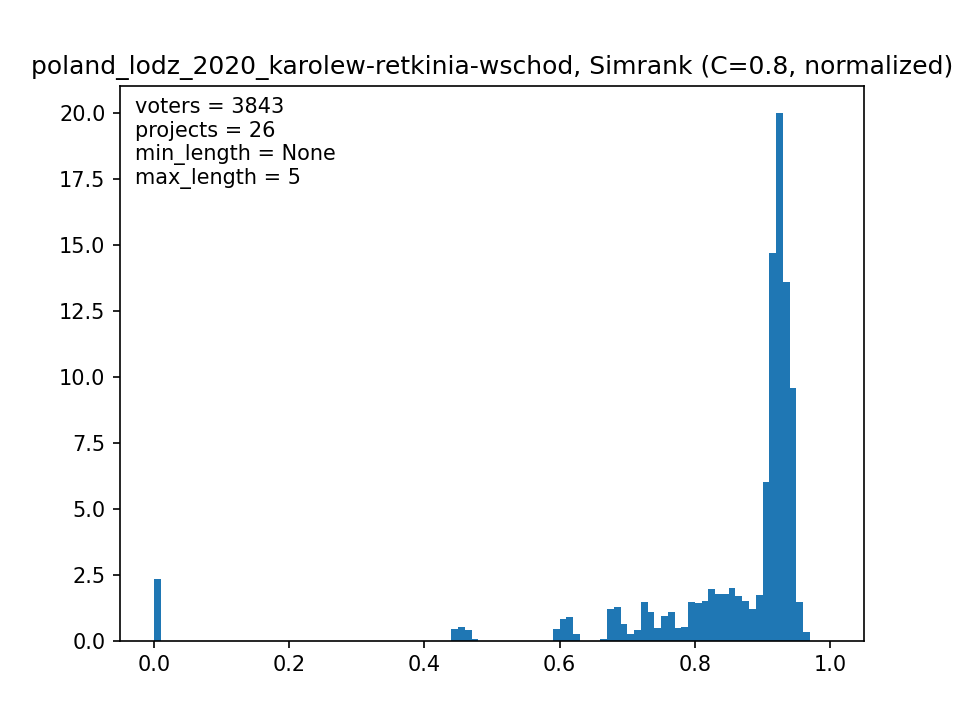 poland_lodz_2020_karolew-retkinia-wschod, Simrank (C=0.8, normalized)
voters = 3843
projects = 26
min_length = None
max_length = 5
20.0
17.5
15.0
12.5
10.0
7.5
5.0
2.5
0.0
0.0 0.2 0.4 0.6 0.8 1.0